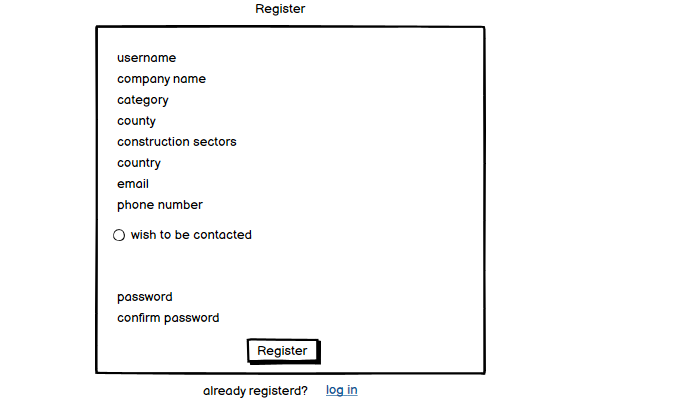 Register
username
company name
category
county
construction sectors
country
email
phone number
wish to be contacted
password
confirm password
Register
already registerd? log in